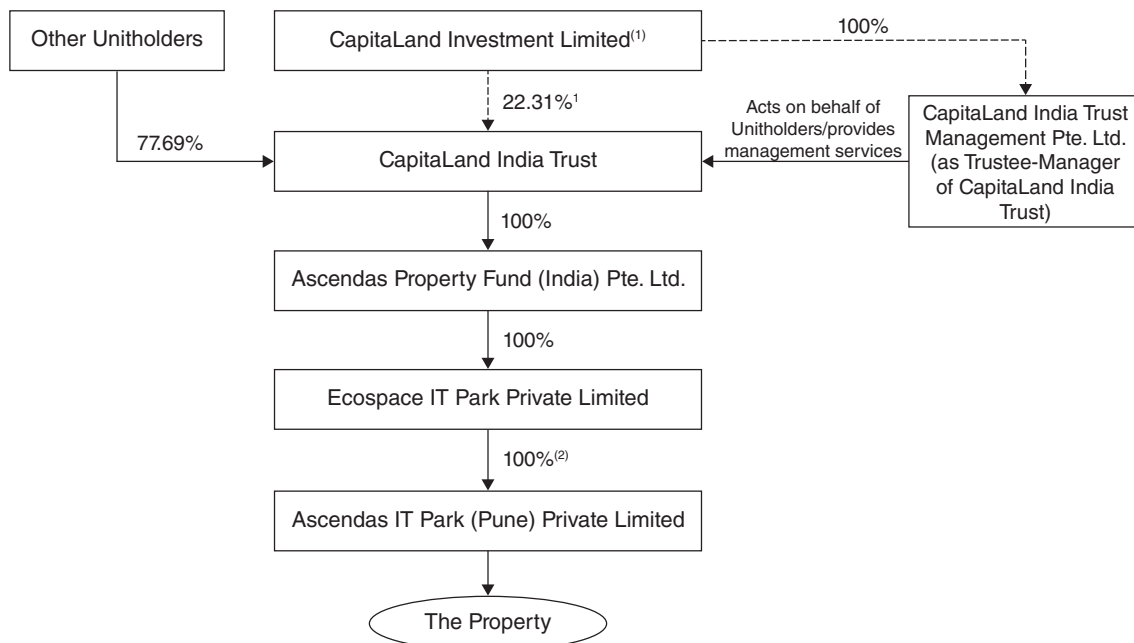 Other Unitholders
CapitaLand Investment Limited(1)
100%
22.31%1
77.69%
Acts on behalf of
Unitholders/provides
management services
CapitaLand India Trust
Management Pte. Ltd.
(as Trustee-Manager
of CapitaLand India
Trust)
CapitaLand India Trust
100%
Ascendas Property Fund (India) Pte. Ltd.
100%
Ecospace IT Park Private Limited
100%(2)
Ascendas IT Park (Pune) Private Limited
The Property